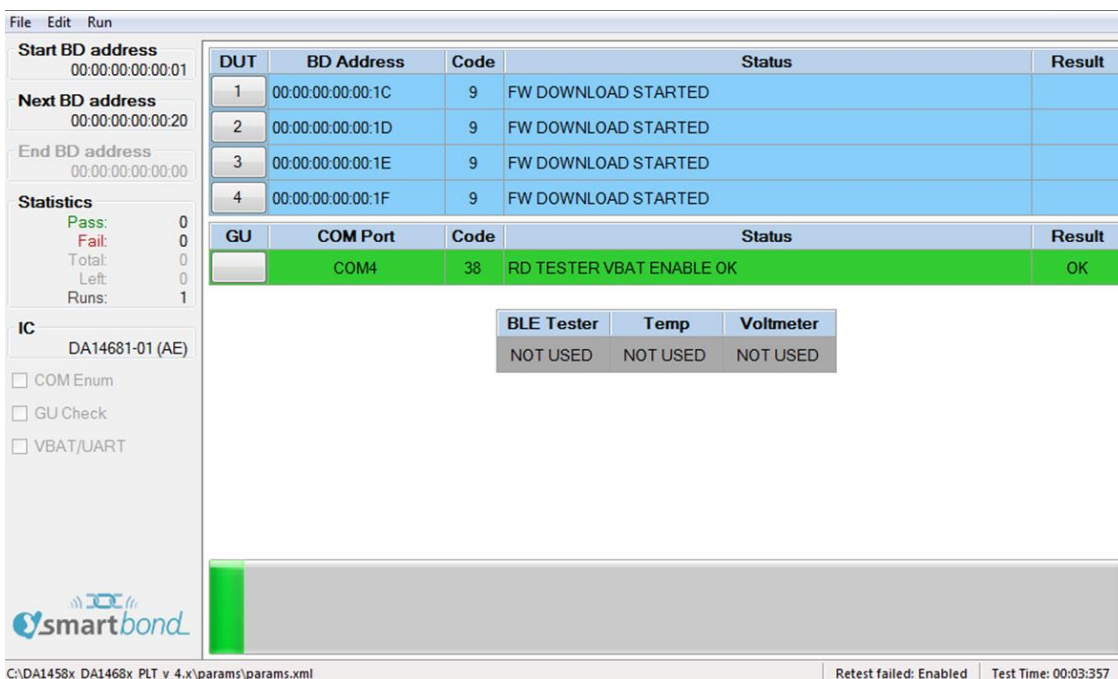 File Edit Run
Start BD address
00:00:00:00:00:01
Next BD address
00:00:00:00:00:20
End BD address
00:00:00:00:00:00
Statistics
Pass: 0
Fail: 0
Total: 0
Left: 0
Runs: 1
IC
DA14681-01 (AE)
COM Enum
GU Check
VBAT/UART
smartbond
DUT BD Address Code Status Result
1 00:00:00:00:00:1C 9 FW DOWNLOAD STARTED
2 00:00:00:00:00:1D 9 FW DOWNLOAD STARTED
3 00:00:00:00:00:1E 9 FW DOWNLOAD STARTED
4 00:00:00:00:00:1F 9 FW DOWNLOAD STARTED
GU COM Port Code Status Result
COM4 38 RD TESTER VBAT ENABLE OK OK
BLE Tester Temp Voltmeter
NOT USED NOT USED NOT USED
C:\DA1458x_DA1468x_PLT_v_4.x\params\params.xml Retest failed: Enabled Test Time: 00:03:357